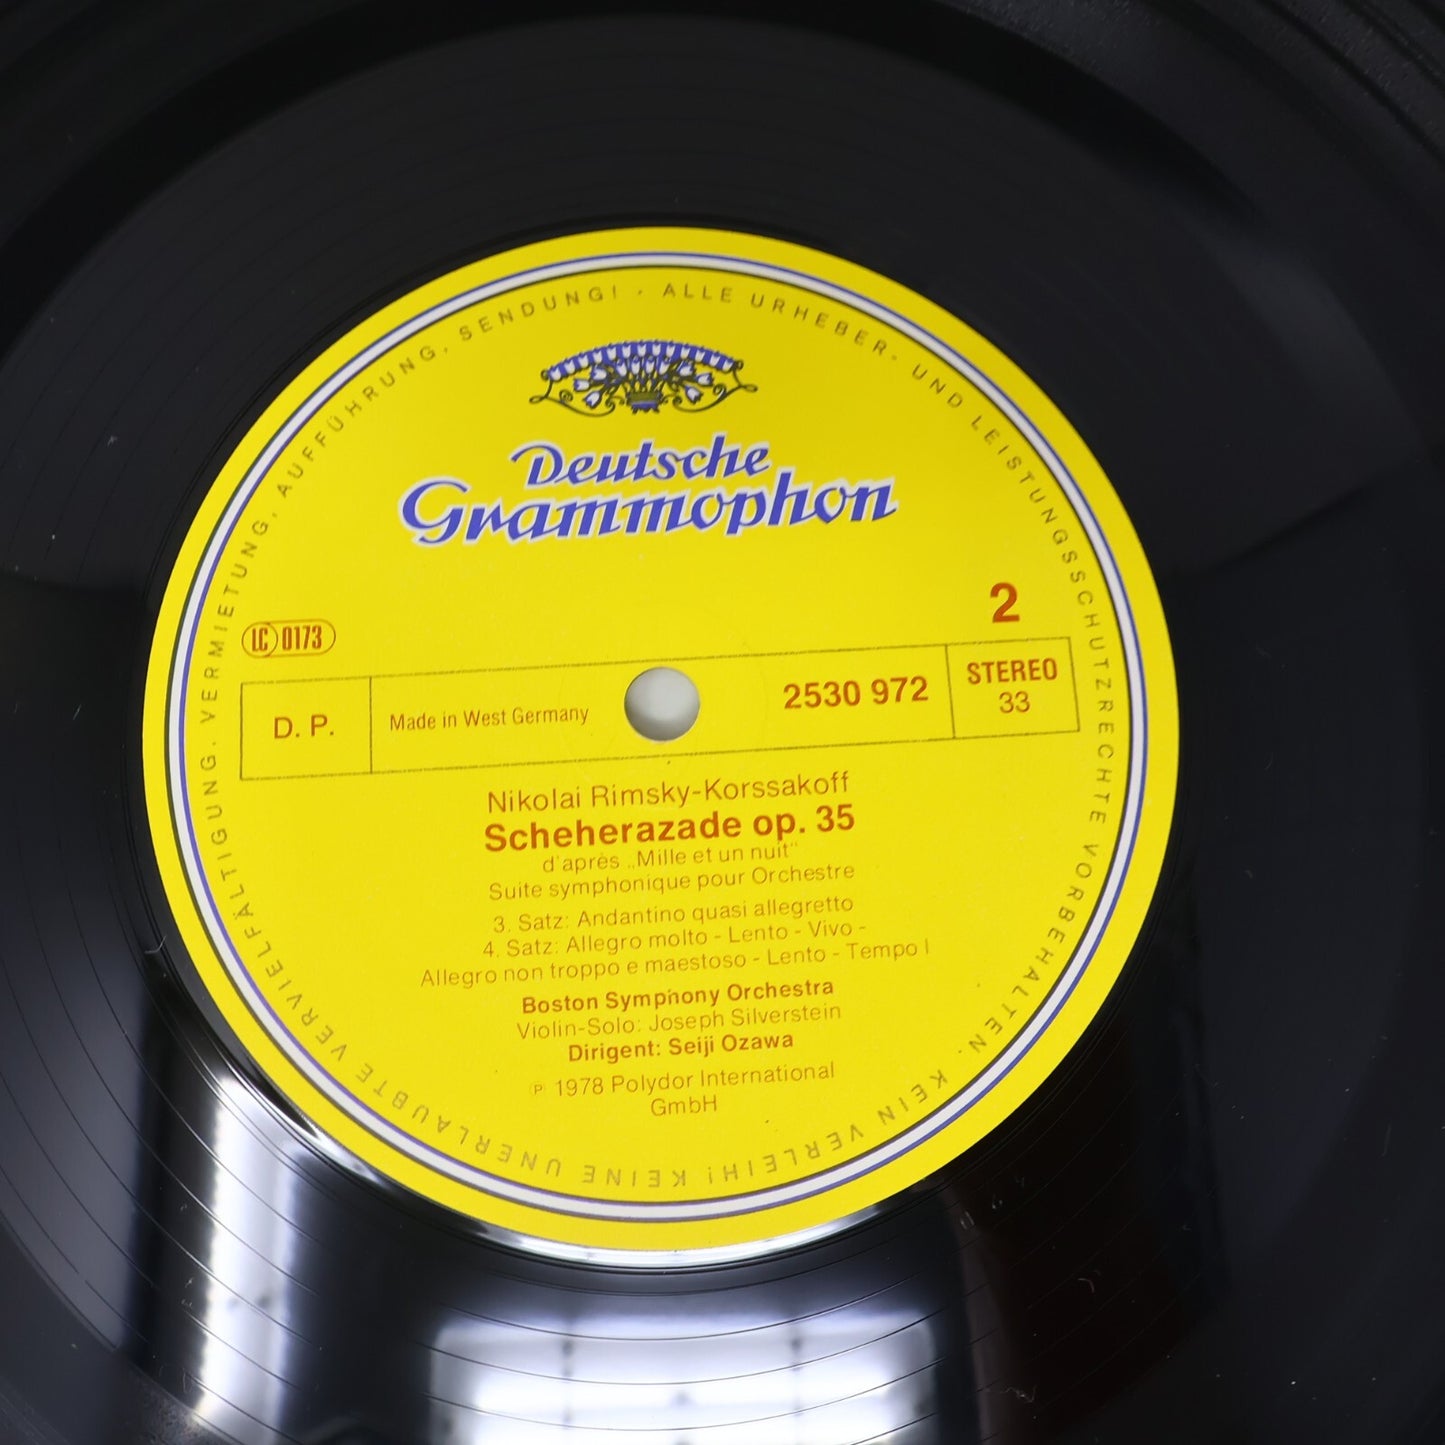 ALLE URHEBER- UND LEISTUNGSSCHUTZRECHTE VORBEHALTEN. KEIN VERLEIH! KEINE UNERLAUBTE VERVIELFÄLTIGUNG, VERMIETUNG, AUFFÜHRUNG, SENDUNG! ·
Deutsche
Grammophon
2
LC 0173
D. P.
Made in West Germany
2530 972
STEREO
33
Nikolai Rimsky-Korssakoff
Scheherazade op. 35
d'après „Mille et un nuit"
Suite symphonique pour Orchestre
3. Satz: Andantino quasi allegretto
4. Satz: Allegro molto - Lento - Vivo -
Allegro non troppo e maestoso - Lento - Tempo I
Boston Symphony Orchestra
Violin-Solo: Joseph Silverstein
Dirigent: Seiji Ozawa
℗ 1978 Polydor International
GmbH